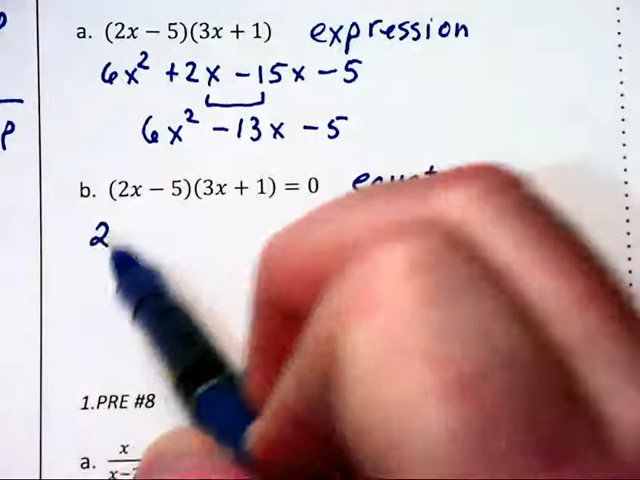 a. (2x − 5)(3x + 1) expression
6x² + 2x − 15x − 5
6x² − 13x − 5
b. (2x − 5)(3x + 1) = 0
2
1.PRE #8
a. x